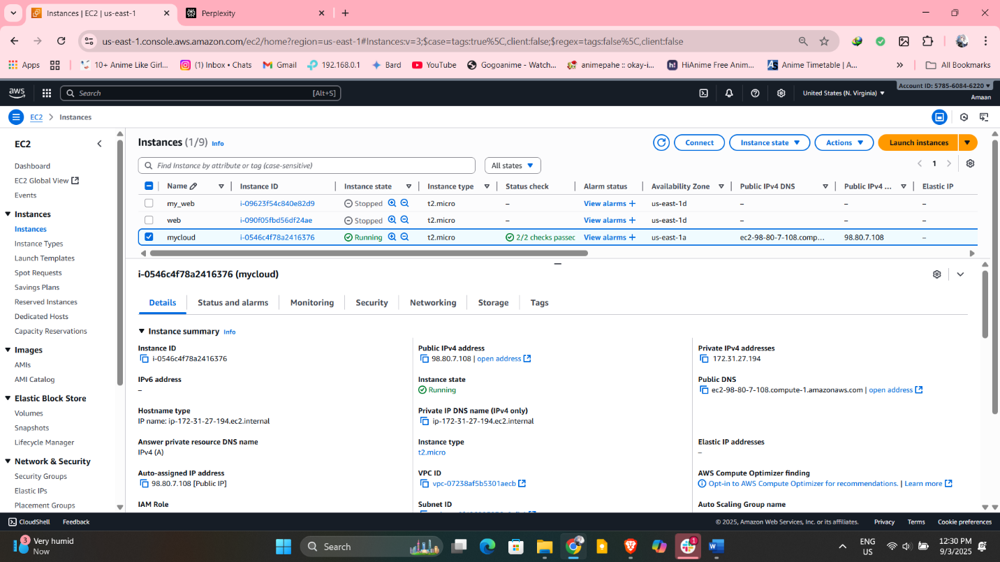 Instances | EC2 | us-east-1
Perplexity
us-east-1.console.aws.amazon.com/ec2/home?region=us-east-1#Instances:v=3;$case=tags:true%5C,client:false;$regex=tags:false%5C,client:false
Apps
10+ Anime Like Girl...
(1) Inbox • Chats
Gmail
192.168.0.1
Bard
YouTube
Gogoanime - Watch...
animepahe :: okay-i...
HiAnime Free Anim...
Anime Timetable | A...
All Bookmarks
aws
Search [Alt+S]
United States (N. Virginia)
Account ID: 5785-6084-6220
Amaan
EC2 > Instances
EC2
Dashboard
EC2 Global View
Events
Instances
Instances
Instance Types
Launch Templates
Spot Requests
Savings Plans
Reserved Instances
Dedicated Hosts
Capacity Reservations
Images
AMIs
AMI Catalog
Elastic Block Store
Volumes
Snapshots
Lifecycle Manager
Network & Security
Security Groups
Elastic IPs
Placement Groups
Instances (1/9) Info
Connect
Instance state
Actions
Launch instances
Find Instance by attribute or tag (case-sensitive)
All states
1
Name Instance ID Instance state Instance type Status check Alarm status Availability Zone Public IPv4 DNS Public IPv4 ... Elastic IP
my_web i-09623f54c840e82d9 Stopped t2.micro – View alarms + us-east-1d – – –
web i-090f05fbd56df24ae Stopped t2.micro – View alarms + us-east-1d – – –
mycloud i-0546c4f78a2416376 Running t2.micro 2/2 checks passed View alarms + us-east-1a ec2-98-80-7-108.comp... 98.80.7.108 –
i-0546c4f78a2416376 (mycloud)
Details
Status and alarms
Monitoring
Security
Networking
Storage
Tags
Instance summary Info
Instance ID
i-0546c4f78a2416376
Public IPv4 address
98.80.7.108 | open address
Private IPv4 addresses
172.31.27.194
IPv6 address
–
Instance state
Running
Public DNS
ec2-98-80-7-108.compute-1.amazonaws.com | open address
Hostname type
IP name: ip-172-31-27-194.ec2.internal
Private IP DNS name (IPv4 only)
ip-172-31-27-194.ec2.internal
Answer private resource DNS name
IPv4 (A)
Instance type
t2.micro
Elastic IP addresses
–
Auto-assigned IP address
98.80.7.108 [Public IP]
VPC ID
vpc-07238af5b5301aecb
AWS Compute Optimizer finding
Opt-in to AWS Compute Optimizer for recommendations. | Learn more
IAM Role
Subnet ID
Auto Scaling Group name
CloudShell
Feedback
© 2025, Amazon Web Services, Inc. or its affiliates.
Privacy
Terms
Cookie preferences
3
Very humid
Now
Search
1
ENG
US
12:30 PM
9/3/2025